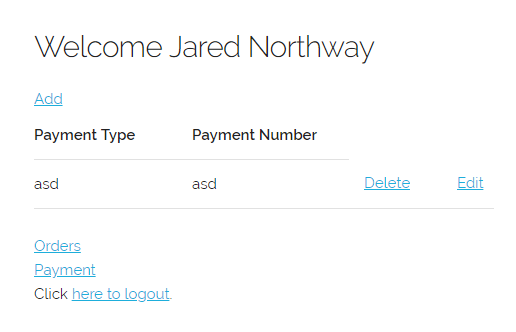 Welcome Jared Northway
Add
Payment Type Payment Number
asd asd Delete Edit
Orders
Payment
Click here to logout.